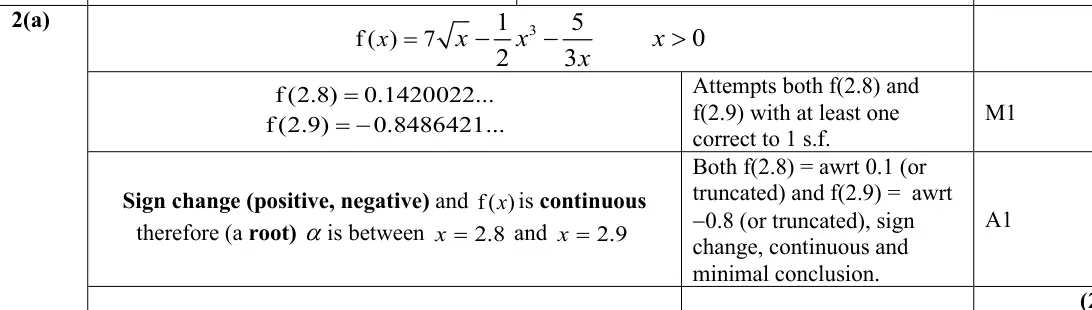 2(a)
f(x) = 7√x − 1/2 x³ − 5/3x    x > 0
f(2.8) = 0.1420022...
f(2.9) = −0.8486421...
Attempts both f(2.8) and
f(2.9) with at least one
correct to 1 s.f.
M1
Sign change (positive, negative) and f(x) is continuous
therefore (a root) α is between x = 2.8 and x = 2.9
Both f(2.8) = awrt 0.1 (or
truncated) and f(2.9) = awrt
−0.8 (or truncated), sign
change, continuous and
minimal conclusion.
A1
(2